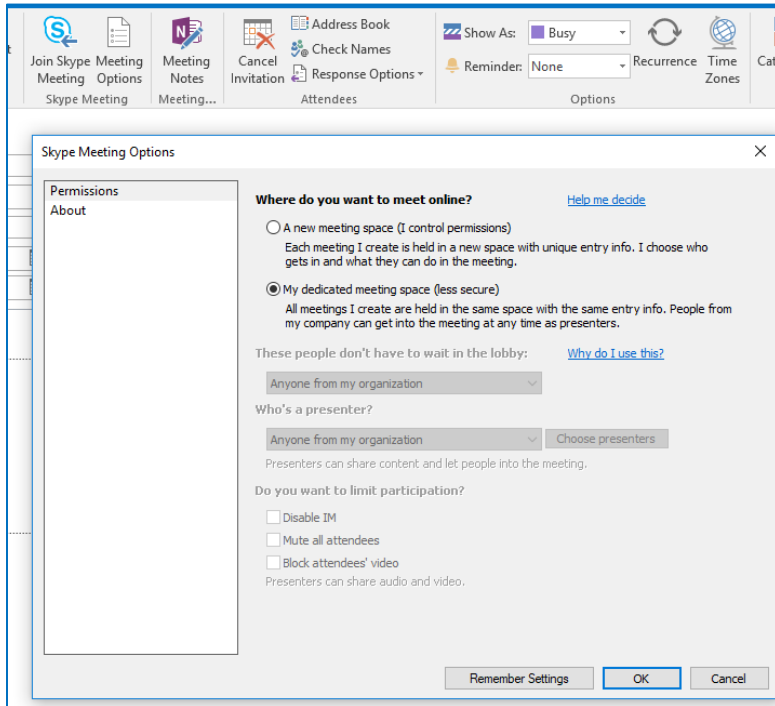 Join Skype Meeting
Meeting Options
Skype Meeting
Meeting Notes
Meeting...
Cancel Invitation
Address Book
Check Names
Response Options
Attendees
Show As: Busy
Reminder: None
Recurrence
Time Zones
Options
Skype Meeting Options
Permissions
About
Where do you want to meet online? Help me decide
A new meeting space (I control permissions)
Each meeting I create is held in a new space with unique entry info. I choose who
gets in and what they can do in the meeting.
My dedicated meeting space (less secure)
All meetings I create are held in the same space with the same entry info. People from
my company can get into the meeting at any time as presenters.
These people don't have to wait in the lobby: Why do I use this?
Anyone from my organization
Who's a presenter?
Anyone from my organization Choose presenters
Presenters can share content and let people into the meeting.
Do you want to limit participation?
Disable IM
Mute all attendees
Block attendees' video
Presenters can share audio and video.
Remember Settings OK Cancel